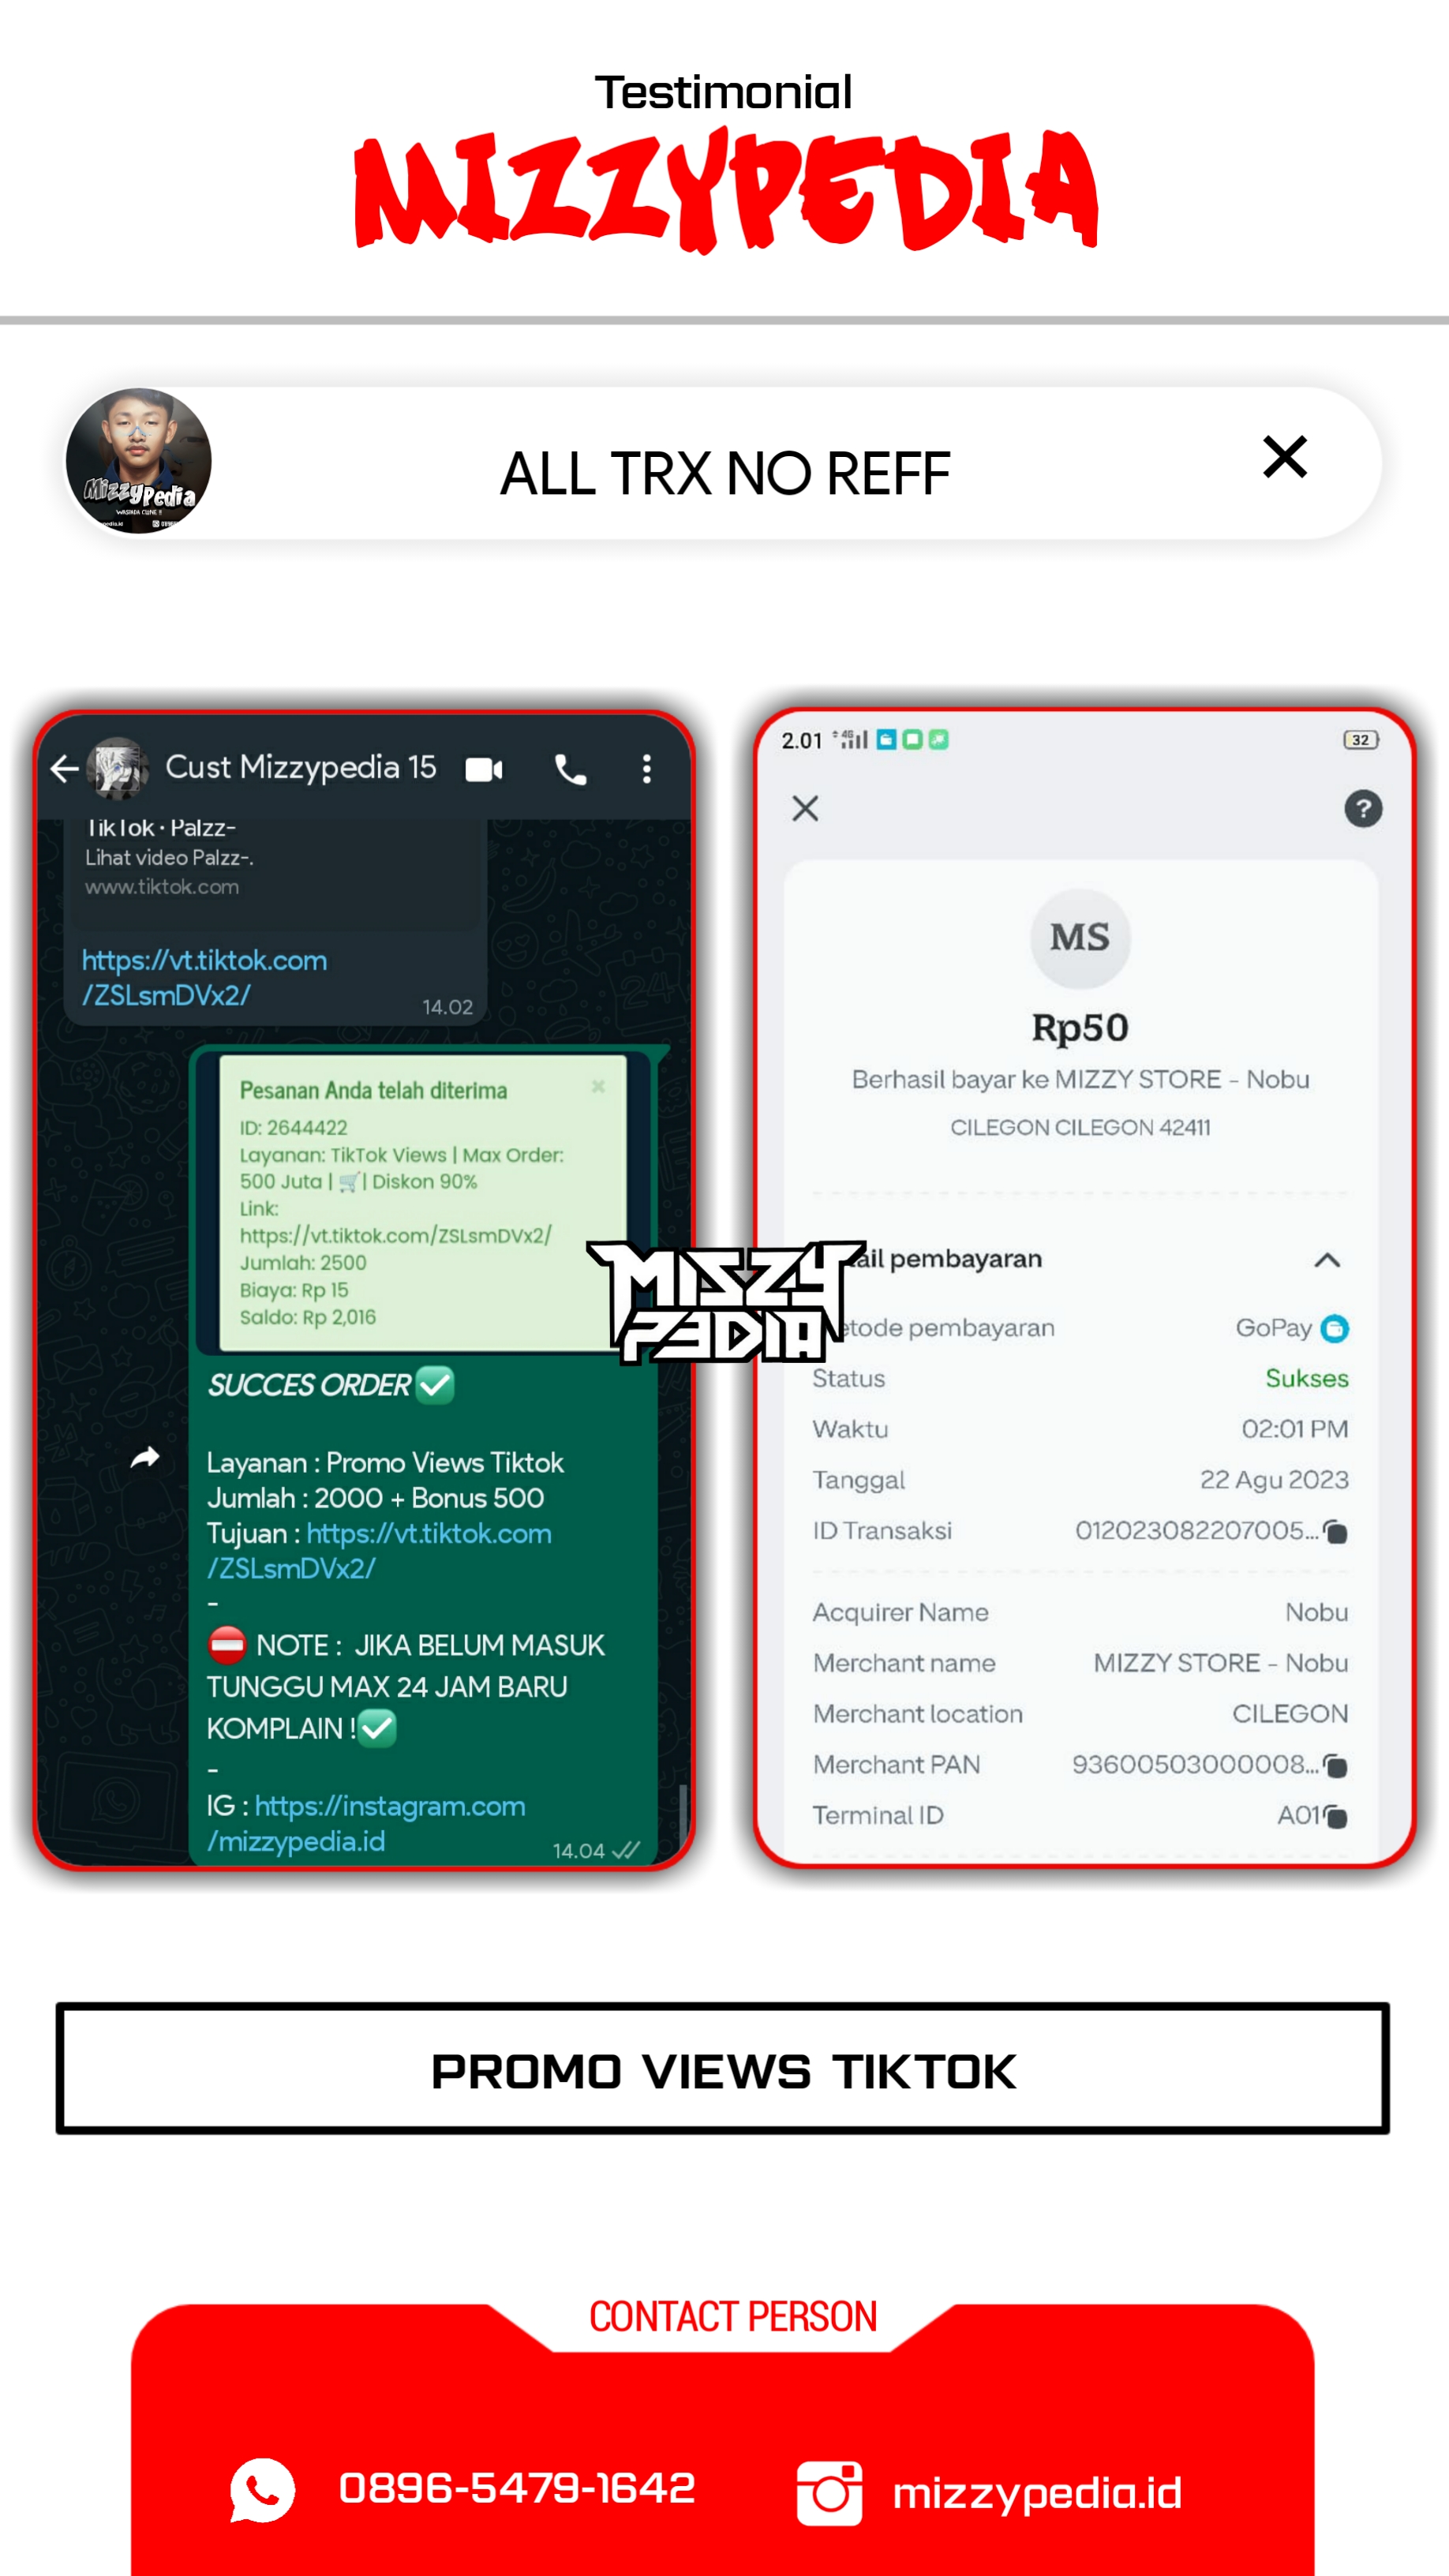 Testimonial
MIZZYPEDIA
MizzyPedia
ALL TRX NO REFF
Cust Mizzypedia 15
TikTok · Palzz-
Lihat video Palzz-.
www.tiktok.com
https://vt.tiktok.com
/ZSLsmDVx2/
14.02
Pesanan Anda telah diterima
ID: 2644422
Layanan: TikTok Views | Max Order:
500 Juta | 🛒| Diskon 90%
Link:
https://vt.tiktok.com/ZSLsmDVx2/
Jumlah: 2500
Biaya: Rp 15
Saldo: Rp 2,016
SUCCES ORDER✅
Layanan : Promo Views Tiktok
Jumlah : 2000 + Bonus 500
Tujuan : https://vt.tiktok.com
/ZSLsmDVx2/
-
⛔ NOTE : JIKA BELUM MASUK
TUNGGU MAX 24 JAM BARU
KOMPLAIN !✅
-
IG : https://instagram.com
/mizzypedia.id
14.04
MIZZY
PEDIA
2.01
4G
32
MS
Rp50
Berhasil bayar ke MIZZY STORE - Nobu
CILEGON CILEGON 42411
ail pembayaran
etode pembayaran GoPay
Status Sukses
Waktu 02:01 PM
Tanggal 22 Agu 2023
ID Transaksi 012023082207005...
Acquirer Name Nobu
Merchant name MIZZY STORE - Nobu
Merchant location CILEGON
Merchant PAN 93600503000008...
Terminal ID A01
PROMO VIEWS TIKTOK
CONTACT PERSON
0896-5479-1642
mizzypedia.id